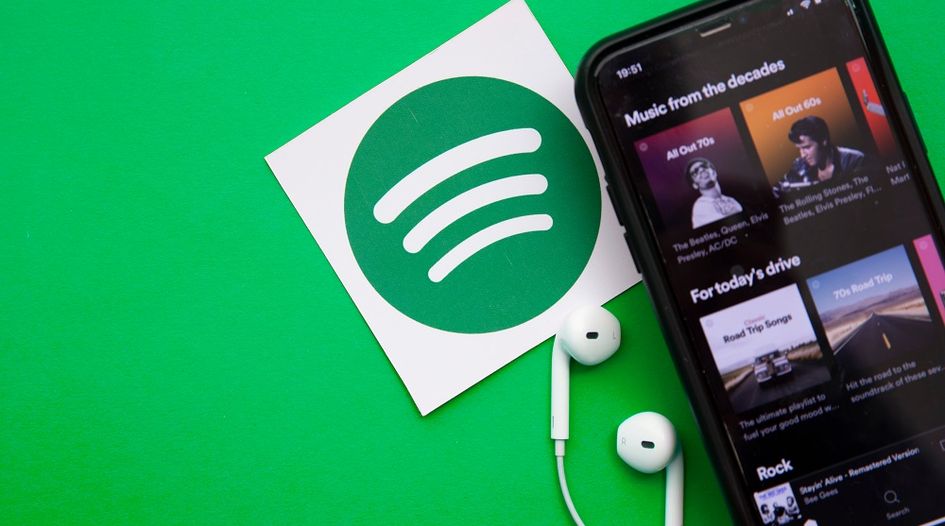 19:51
Music from the decades
All Out 70s
All Out 60s
The Beatles, Queen, Elvis
Presley, AC/DC
The Rolling Stones, The
Beatles, Elvis Presley, Fl...
Nat
Mart
For today's drive
Classic
Road Trip Songs
70s Road Trip
The ultimate playlist to
fuel your good mood w...
Hit the road to the
soundtrack of these sev...
Rock
Stayin' Alive - Remastered Version
Bee Gees
Search
L
R